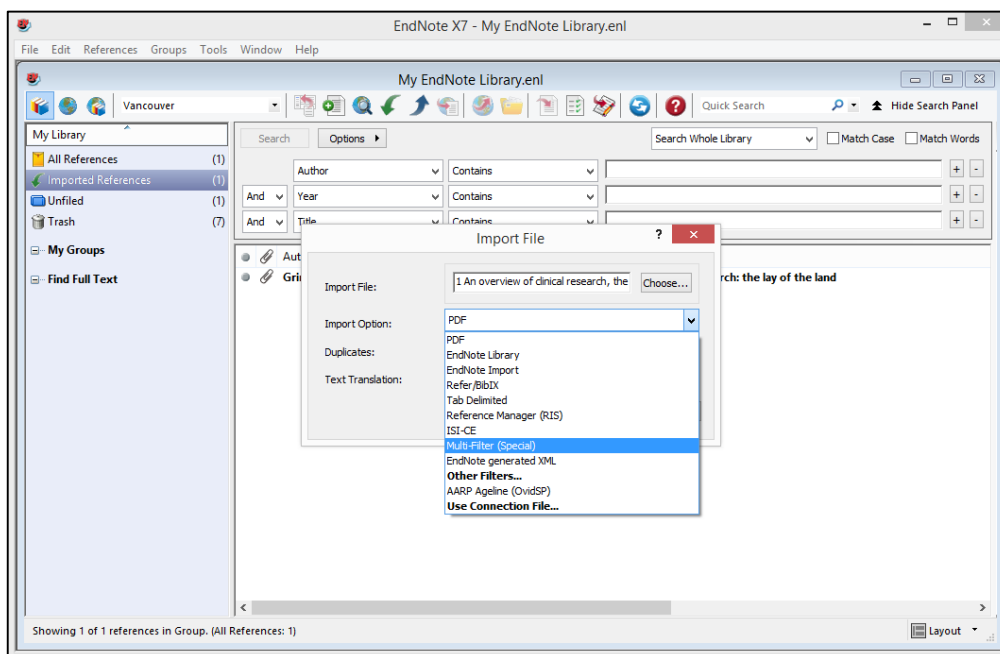 EndNote X7 - My EndNote Library.enl
File Edit References Groups Tools Window Help
My EndNote Library.enl
Vancouver Quick Search Hide Search Panel
My Library
All References (1)
Imported References (1)
Unfiled (1)
Trash (7)
My Groups
Find Full Text
Search Options Search Whole Library Match Case Match Words
Author Contains + -
And Year Contains + -
And Title Contains + -
Aut
Gri rch: the lay of the land
Import File ?
Import File: 1 An overview of clinical research, the Choose...
Import Option: PDF
Duplicates:
Text Translation:
PDF
EndNote Library
EndNote Import
Refer/BibIX
Tab Delimited
Reference Manager (RIS)
ISI-CE
Multi-Filter (Special)
EndNote generated XML
Other Filters...
AARP Ageline (OvidSP)
Use Connection File...
Showing 1 of 1 references in Group. (All References: 1) Layout